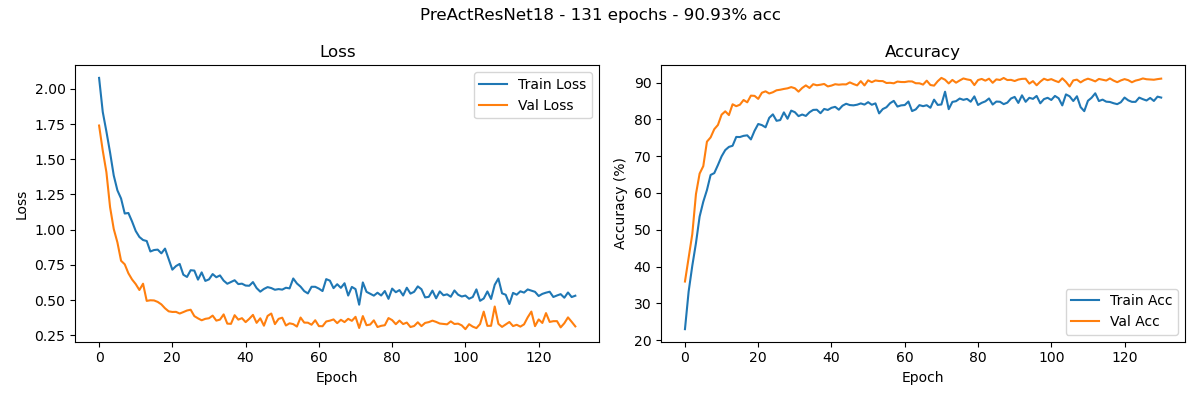 PreActResNet18 - 131 epochs - 90.93% acc
Loss
2.00
1.75
1.50
1.25
1.00
0.75
0.50
0.25
Loss
0 20 40 60 80 100 120
Epoch
Train Loss
Val Loss
Accuracy
90
80
70
60
50
40
30
20
Accuracy (%)
0 20 40 60 80 100 120
Epoch
Train Acc
Val Acc